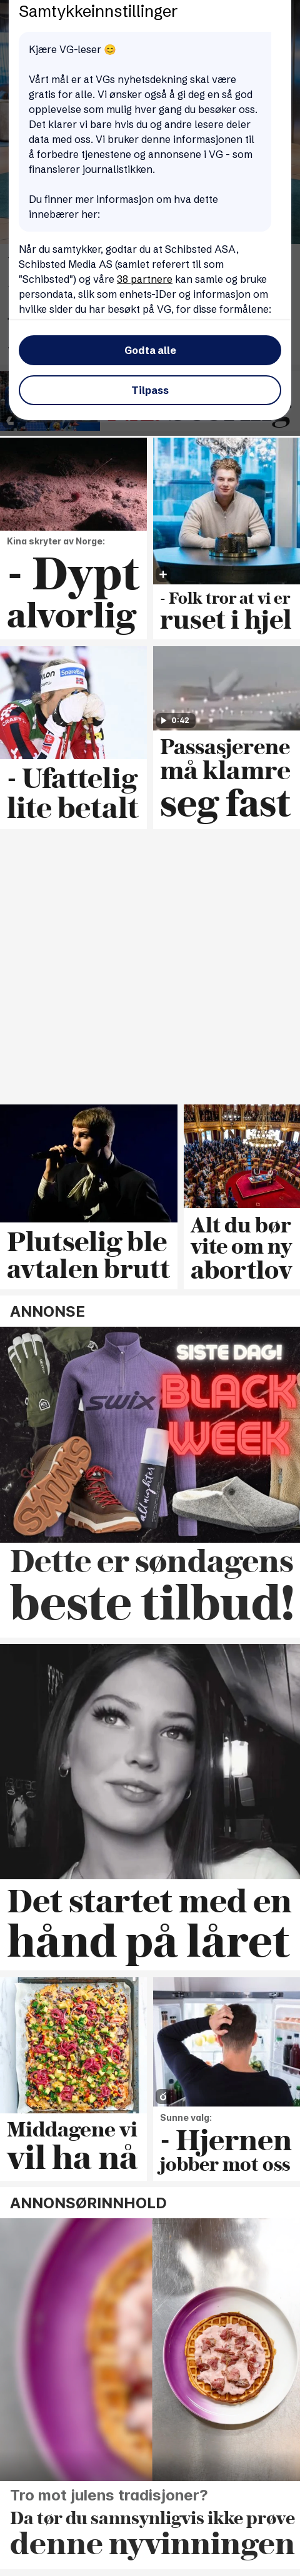 Samtykkeinnstillinger
Kjære VG-leser 😊
Vårt mål er at VGs nyhetsdekning skal være
gratis for alle. Vi ønsker også å gi deg en så god
opplevelse som mulig hver gang du besøker oss.
Det klarer vi bare hvis du og andre lesere deler
data med oss. Vi bruker denne informasjonen til
å forbedre tjenestene og annonsene i VG - som
finansierer journalistikken.
Du finner mer informasjon om hva dette
innebærer her:
Når du samtykker, godtar du at Schibsted ASA,
Schibsted Media AS (samlet referert til som
"Schibsted") og våre 38 partnere kan samle og bruke
persondata, slik som enhets-IDer og informasjon om
hvilke sider du har besøkt på VG, for disse formålene:
Godta alle
Tilpass
Kina skryter av Norge:
- Dypt
alvorlig
- Folk tror at vi er
ruset i hjel
- Ufattelig
lite betalt
0:42
Passasjerene
må klamre
seg fast
Plutselig ble
avtalen brutt
Alt du bør
vite om ny
abortlov
ANNONSE
SISTE DAG!
BLACK
WEEK
SWIX
SWIMS
all nighter
Dette er søndagens
beste tilbud!
Det startet med en
hånd på låret
Middagene vi
vil ha nå
Sunne valg:
- Hjernen
jobber mot oss
ANNONSØRINNHOLD
Tro mot julens tradisjoner?
Da tør du sannsynligvis ikke prøve
denne nyvinningen